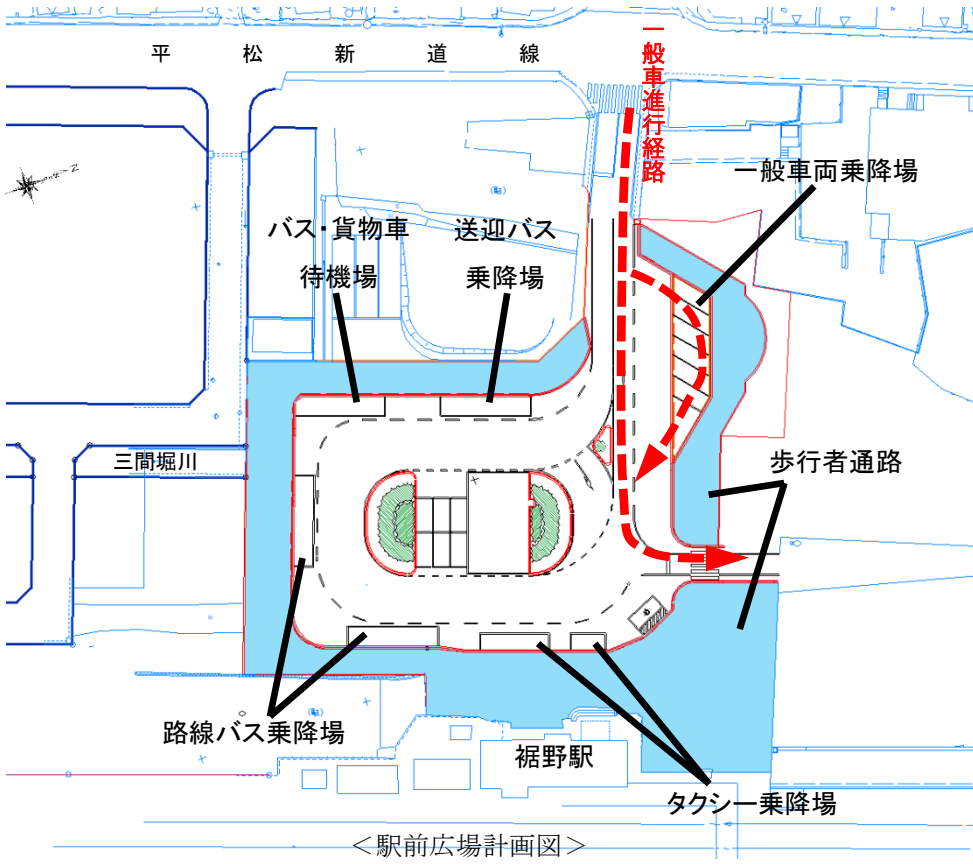 平松新道線
一般車進行経路
一般車両乗降場
(駐)
バス・貨物車
待機場
送迎バス
乗降場
三間堀川
歩行者通路
路線バス乗降場
(駐)
裾野駅
タクシー乗降場
<駅前広場計画図>